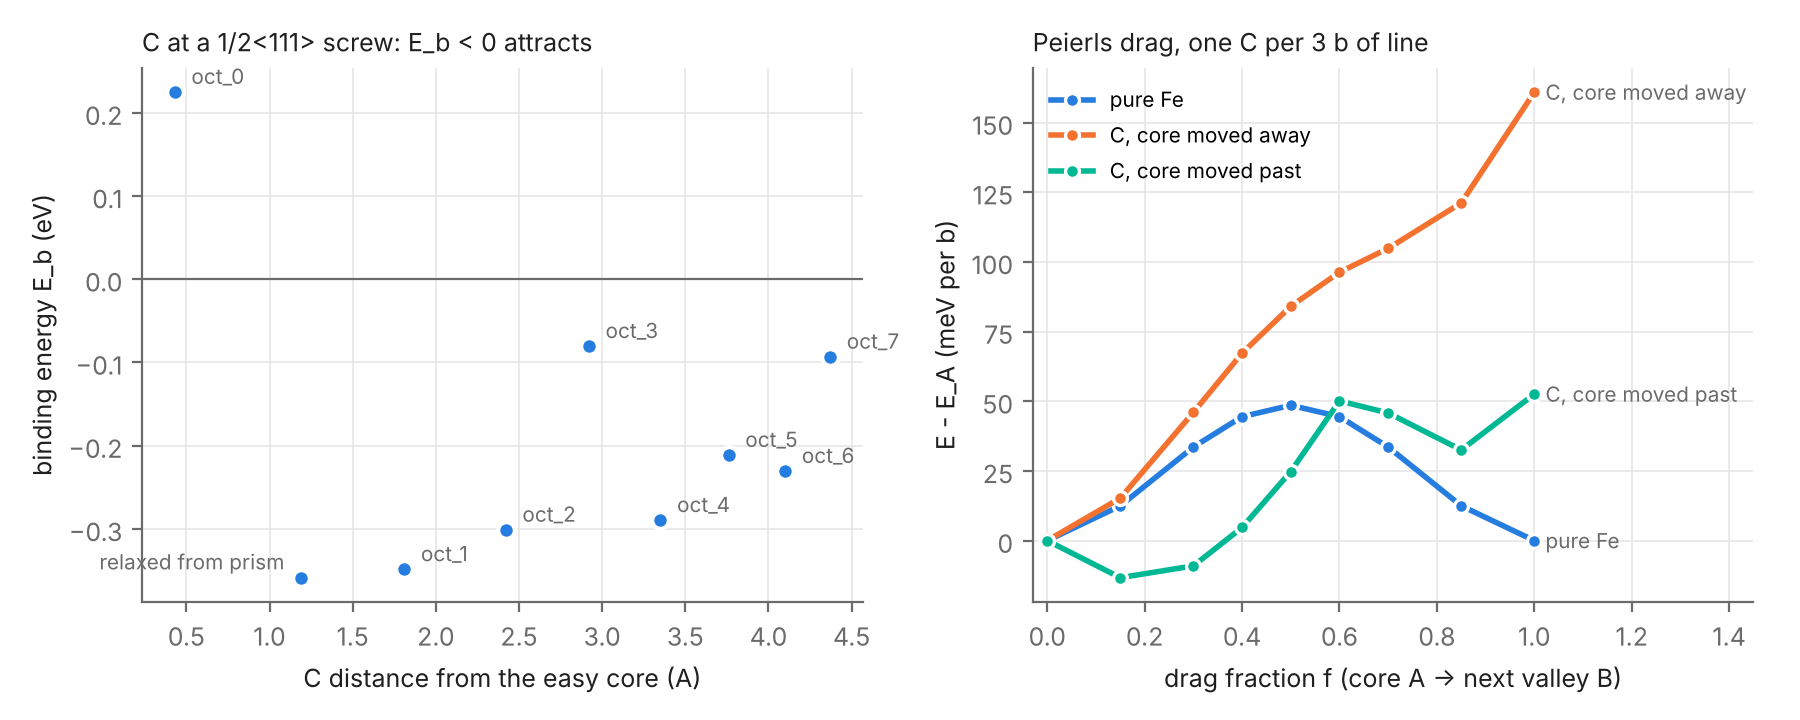 C at a 1/2<111> screw: E_b < 0 attracts
binding energy E_b (eV)
0.2
0.1
0.0
−0.1
−0.2
−0.3
oct_0
oct_3
oct_7
oct_5
oct_6
oct_4
oct_2
oct_1
relaxed from prism
0.5 1.0 1.5 2.0 2.5 3.0 3.5 4.0 4.5
C distance from the easy core (A)
Peierls drag, one C per 3 b of line
E - E_A (meV per b)
150
125
100
75
50
25
0
pure Fe
C, core moved away
C, core moved past
C, core moved away
C, core moved past
pure Fe
0.0 0.2 0.4 0.6 0.8 1.0 1.2 1.4
drag fraction f (core A → next valley B)